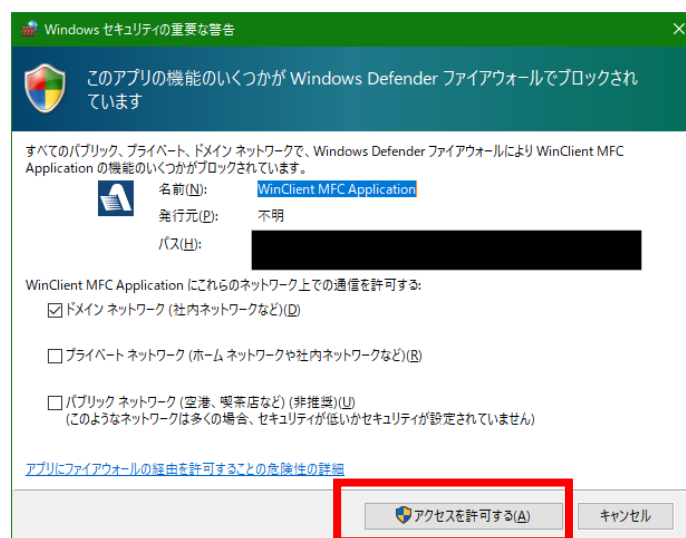 Windows セキュリティの重要な警告
このアプリの機能のいくつかが Windows Defender ファイアウォールでブロックされ
ています
すべてのパブリック、プライベート、ドメイン ネットワークで、Windows Defender ファイアウォールにより WinClient MFC
Application の機能のいくつかがブロックされています。
名前(N): WinClient MFC Application
発行元(P): 不明
パス(H):
WinClient MFC Application にこれらのネットワーク上での通信を許可する:
ドメイン ネットワーク (社内ネットワークなど)(D)
プライベート ネットワーク (ホーム ネットワークや社内ネットワークなど)(R)
パブリック ネットワーク (空港、喫茶店など) (非推奨)(U)
(このようなネットワークは多くの場合、セキュリティが低いかセキュリティが設定されていません)
アプリにファイアウォールの経由を許可することの危険性の詳細
アクセスを許可する(A) キャンセル